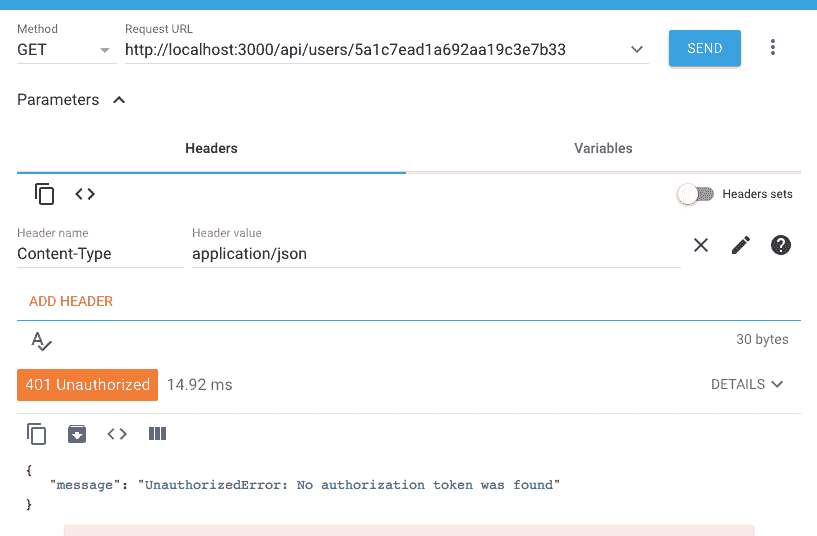 Method
Request URL
GET
http://localhost:3000/api/users/5a1c7ead1a692aa19c3e7b33
SEND
Parameters
Headers
Variables
Headers sets
Header name
Header value
Content-Type
application/json
ADD HEADER
30 bytes
401 Unauthorized
14.92 ms
DETAILS
{
"message": "UnauthorizedError: No authorization token was found"
}